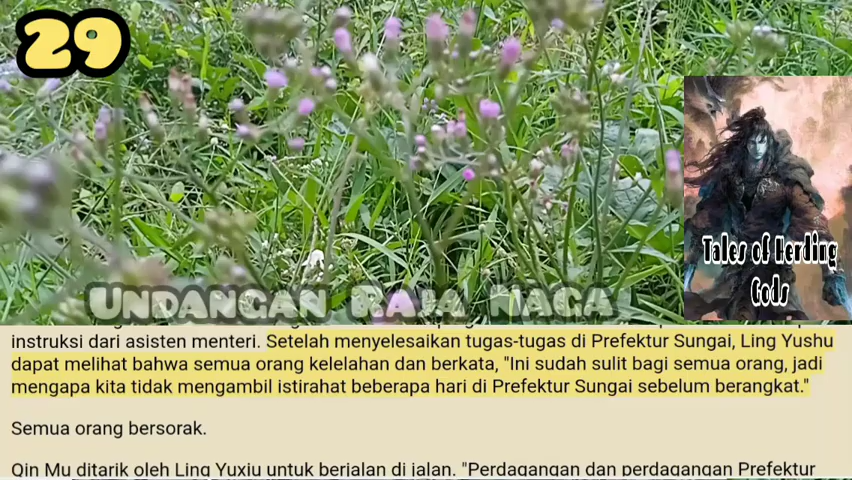 29
Tales of Herding
Gods
UNDANGAN RAJA NAGA
instruksi dari asisten menteri. Setelah menyelesaikan tugas-tugas di Prefektur Sungai, Ling Yushu
dapat melihat bahwa semua orang kelelahan dan berkata, "Ini sudah sulit bagi semua orang, jadi
mengapa kita tidak mengambil istirahat beberapa hari di Prefektur Sungai sebelum berangkat."
Semua orang bersorak.
Qin Mu ditarik oleh Ling Yuxiu untuk berjalan di jalan. "Perdagangan dan perdagangan Prefektur